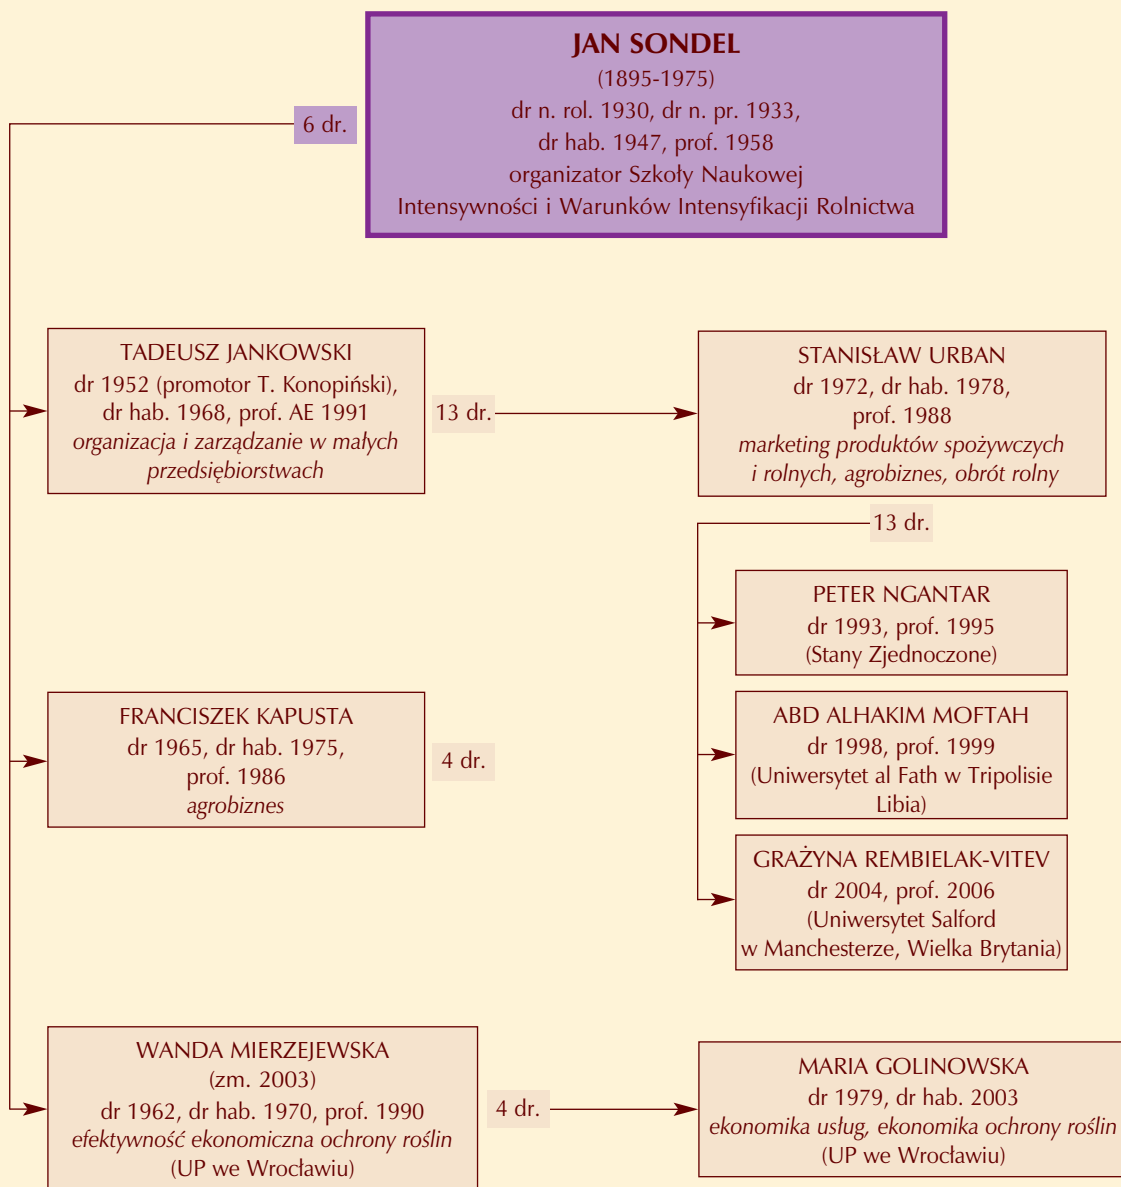 JAN SONDEL
(1895-1975)
dr n. rol. 1930, dr n. pr. 1933,
dr hab. 1947, prof. 1958
organizator Szkoły Naukowej
Intensywności i Warunków Intensyfikacji Rolnictwa
6 dr.
TADEUSZ JANKOWSKI
dr 1952 (promotor T. Konopiński),
dr hab. 1968, prof. AE 1991
organizacja i zarządzanie w małych
przedsiębiorstwach
13 dr.
STANISŁAW URBAN
dr 1972, dr hab. 1978,
prof. 1988
marketing produktów spożywczych
i rolnych, agrobiznes, obrót rolny
13 dr.
PETER NGANTAR
dr 1993, prof. 1995
(Stany Zjednoczone)
ABD ALHAKIM MOFTAH
dr 1998, prof. 1999
(Uniwersytet al Fath w Tripolisie
Libia)
GRAŻYNA REMBIELAK-VITEV
dr 2004, prof. 2006
(Uniwersytet Salford
w Manchesterze, Wielka Brytania)
FRANCISZEK KAPUSTA
dr 1965, dr hab. 1975,
prof. 1986
agrobiznes
4 dr.
WANDA MIERZEJEWSKA
(zm. 2003)
dr 1962, dr hab. 1970, prof. 1990
efektywność ekonomiczna ochrony roślin
(UP we Wrocławiu)
4 dr.
MARIA GOLINOWSKA
dr 1979, dr hab. 2003
ekonomika usług, ekonomika ochrony roślin
(UP we Wrocławiu)